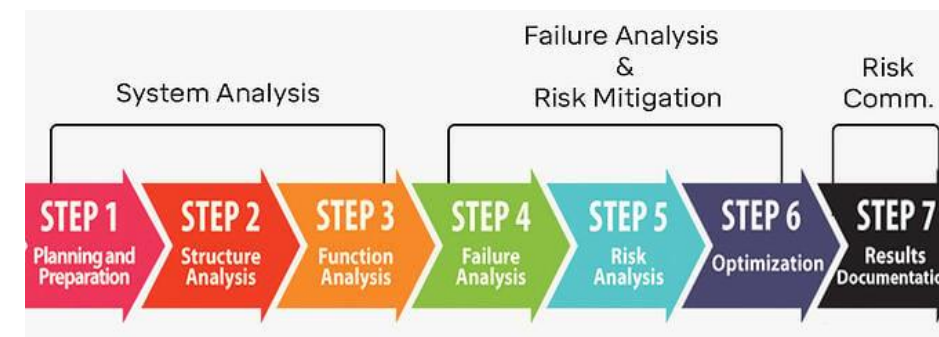 Failure Analysis
&
Risk Mitigation
System Analysis
Risk
Comm.
STEP 1
Planning and
Preparation
STEP 2
Structure
Analysis
STEP 3
Function
Analysis
STEP 4
Failure
Analysis
STEP 5
Risk
Analysis
STEP 6
Optimization
STEP 7
Results
Documentatio